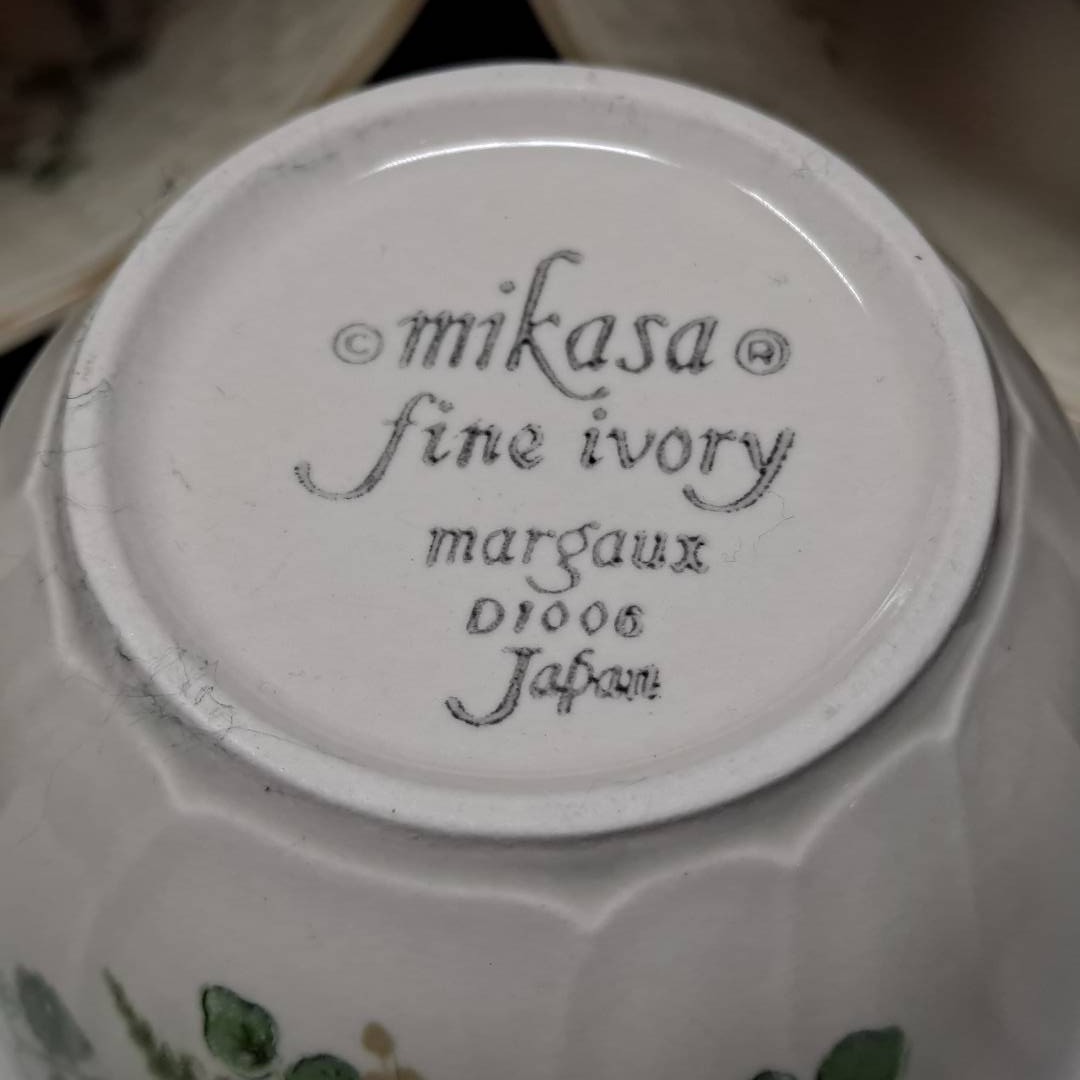 © mikasa ®
fine ivory
margaux
D1006
Japan